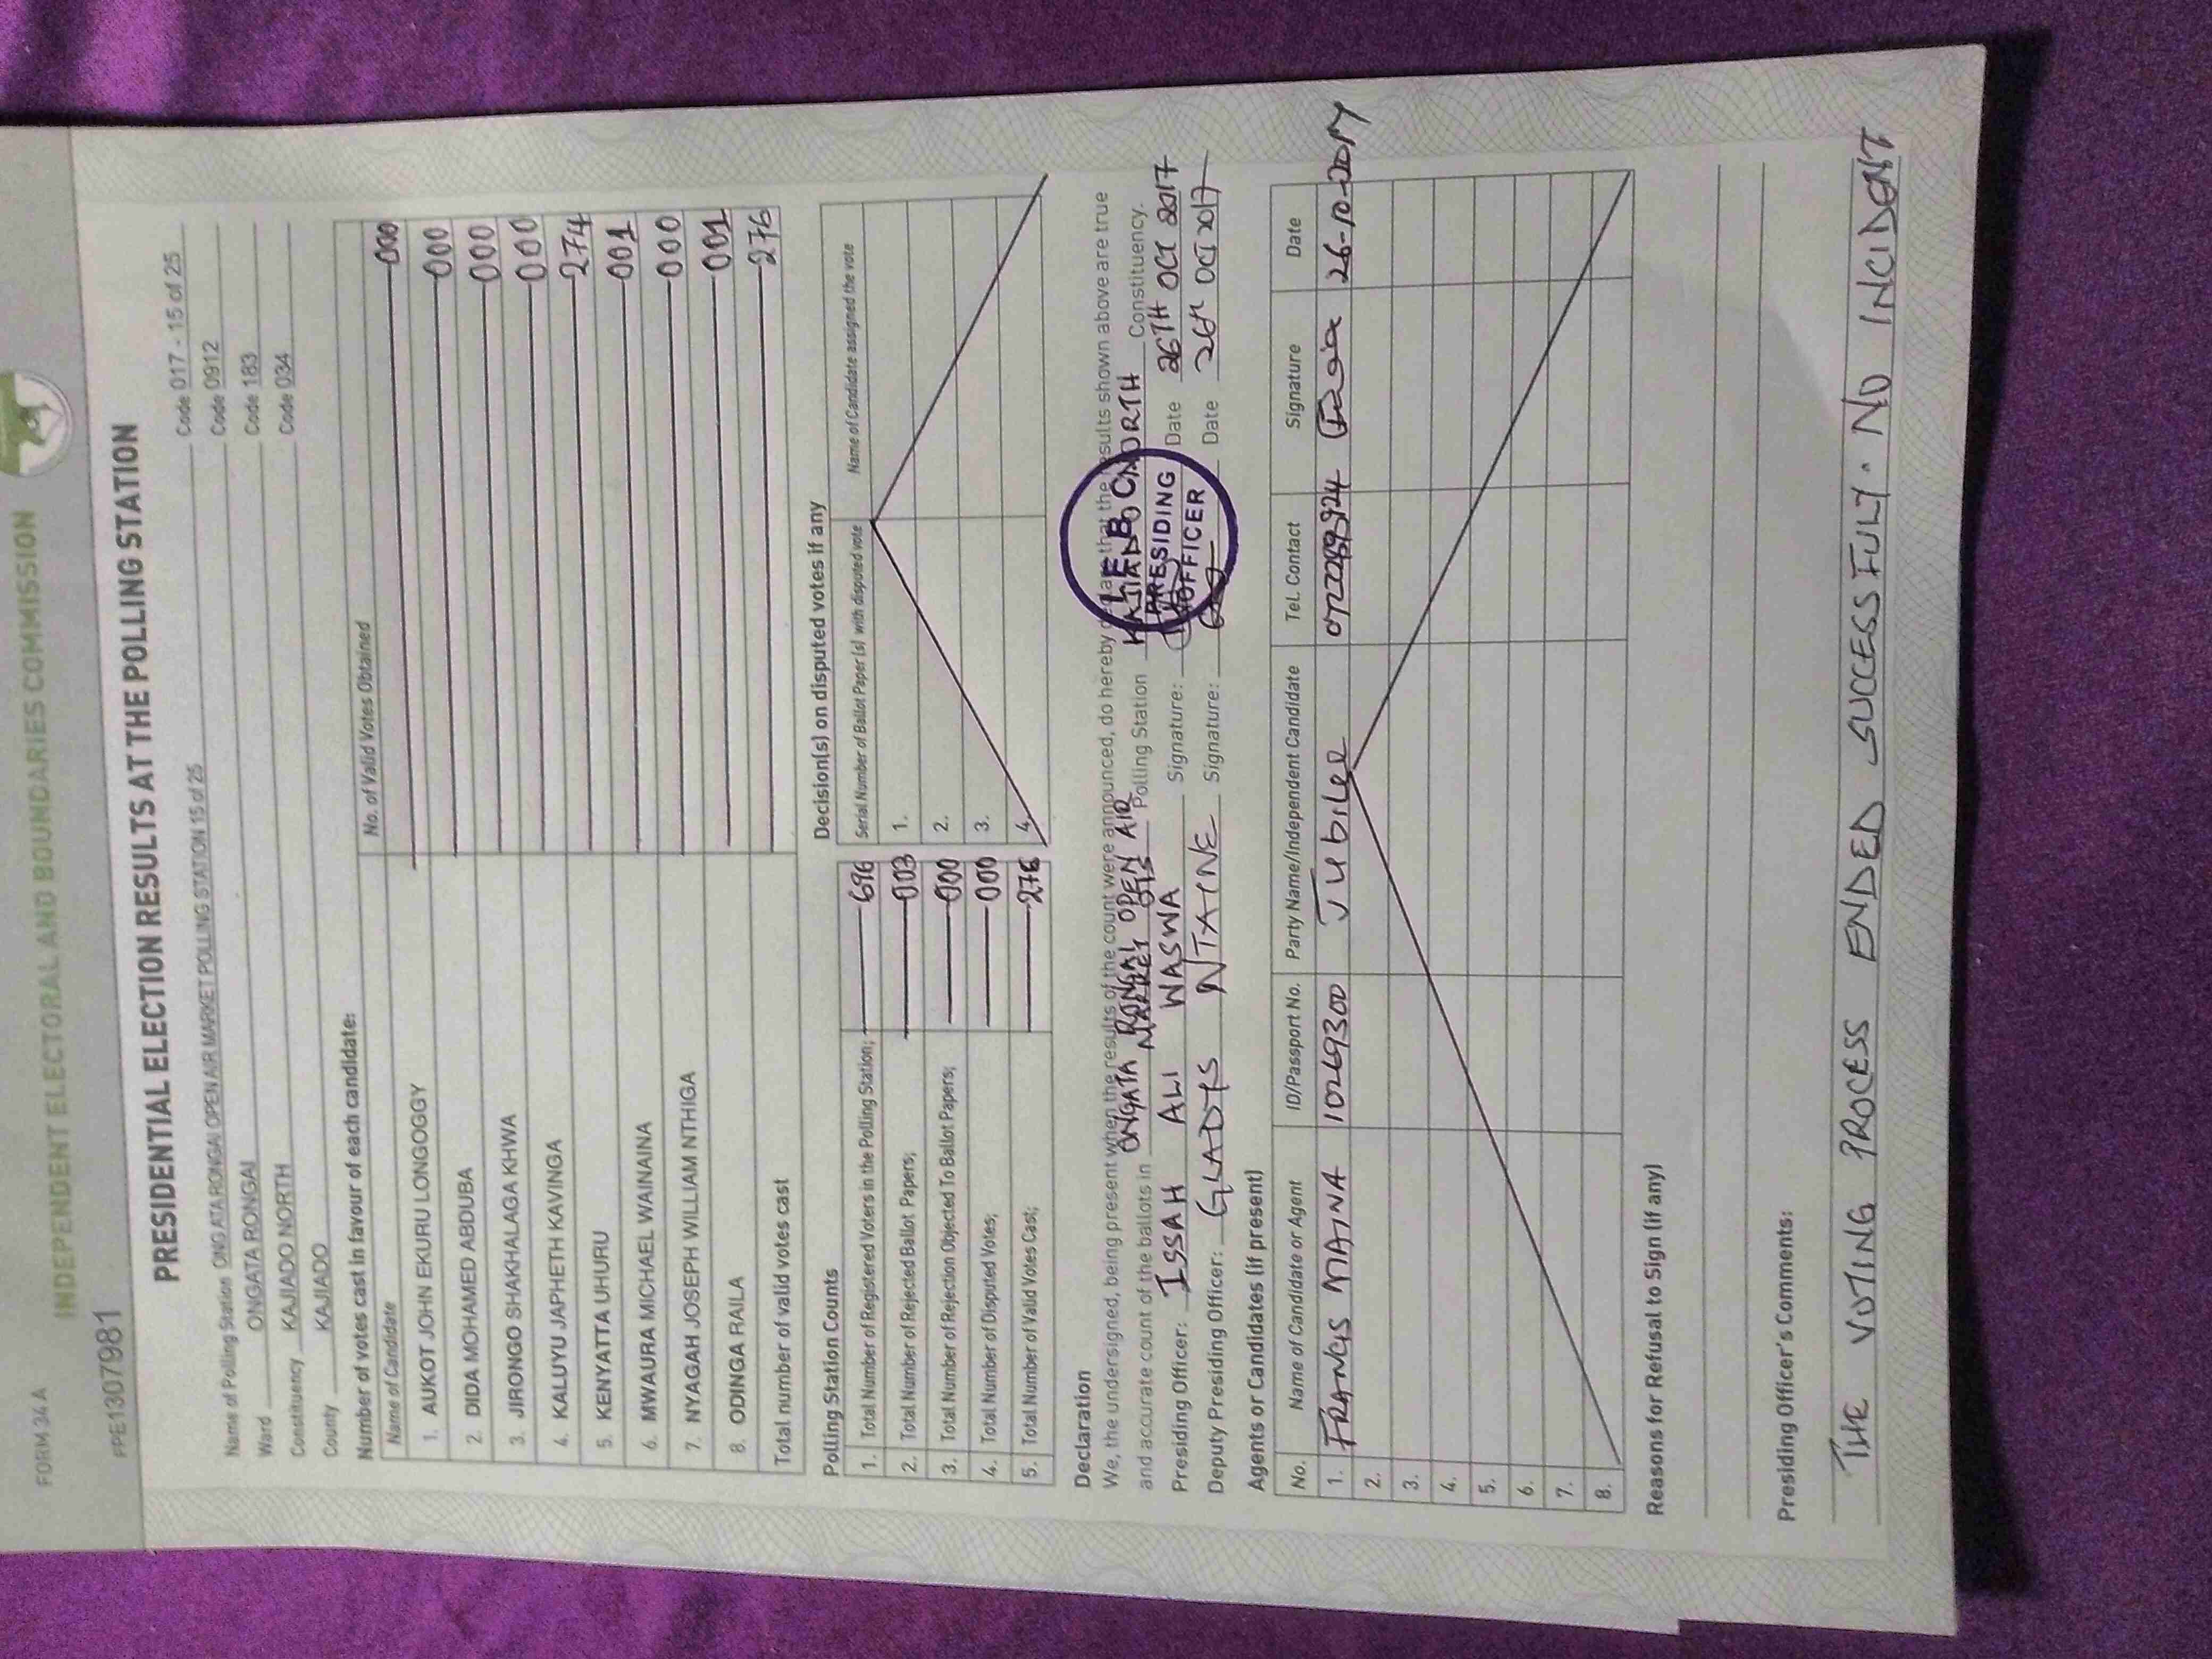 FORM 34A
INDEPENDENT ELECTORAL AND BOUNDARIES COMMISSION
PRE1307981
PRESIDENTIAL ELECTION RESULTS AT THE POLLING STATION
Name of Polling Station ONGATA RONGAI OPEN AIR MARKET POLLING STATION 15 of 25 Code 017 - 15 of 25
Ward ONGATA RONGAI Code 0912
Constituency KAJIADO NORTH Code 183
County KAJIADO Code 034
Number of votes cast in favour of each candidate:
Name of Candidate No. of Valid Votes Obtained
1. AUKOT JOHN EKURU LONGOGGY 000
2. DIDA MOHAMED ABDUBA 000
3. JIRONGO SHAKHALAGA KHWA 000
4. KALUYU JAPHETH KAVINGA 000
5. KENYATTA UHURU 274
6. MWAURA MICHAEL WAINAINA 001
7. NYAGAH JOSEPH WILLIAM NTHIGA 000
8. ODINGA RAILA 001
Total number of valid votes cast 276
Polling Station Counts
1. Total Number of Registered Voters in the Polling Station; 696
2. Total Number of Rejected Ballot Papers; 003
3. Total Number of Rejection Objected To Ballot Papers; 000
4. Total Number of Disputed Votes; 000
5. Total Number of Valid Votes Cast; 276
Decision(s) on disputed votes if any
Serial Number of Ballot Paper (s) with disputed vote Name of Candidate assigned the vote
1.
2.
3.
4.
Declaration
We, the undersigned, being present when the results of the count were announced, do hereby declare that the results shown above are true
and accurate count of the ballots in ONGATA RONGAI OPEN AIR MARKET Polling Station KAJIADO NORTH Constituency.
Presiding Officer: ISSAH ALI WASWA Signature: Date 26TH OCT 2017
Deputy Presiding Officer: GLADYS NTAINE Signature: Date 26th OCT 2017
I.E.B.C.
PRESIDING
OFFICER
Agents or Candidates (if present)
No. Name of Candidate or Agent ID/Passport No. Party Name/Independent Candidate Tel. Contact Signature Date
1. FRANCIS MAINA 10269300 Jubilee 26-10-2017
2.
3.
4.
5.
6.
7.
8.
Reasons for Refusal to Sign (if any)
Presiding Officer's Comments:
THE VOTING PROCESS ENDED SUCCESSFULY. NO INCIDENT